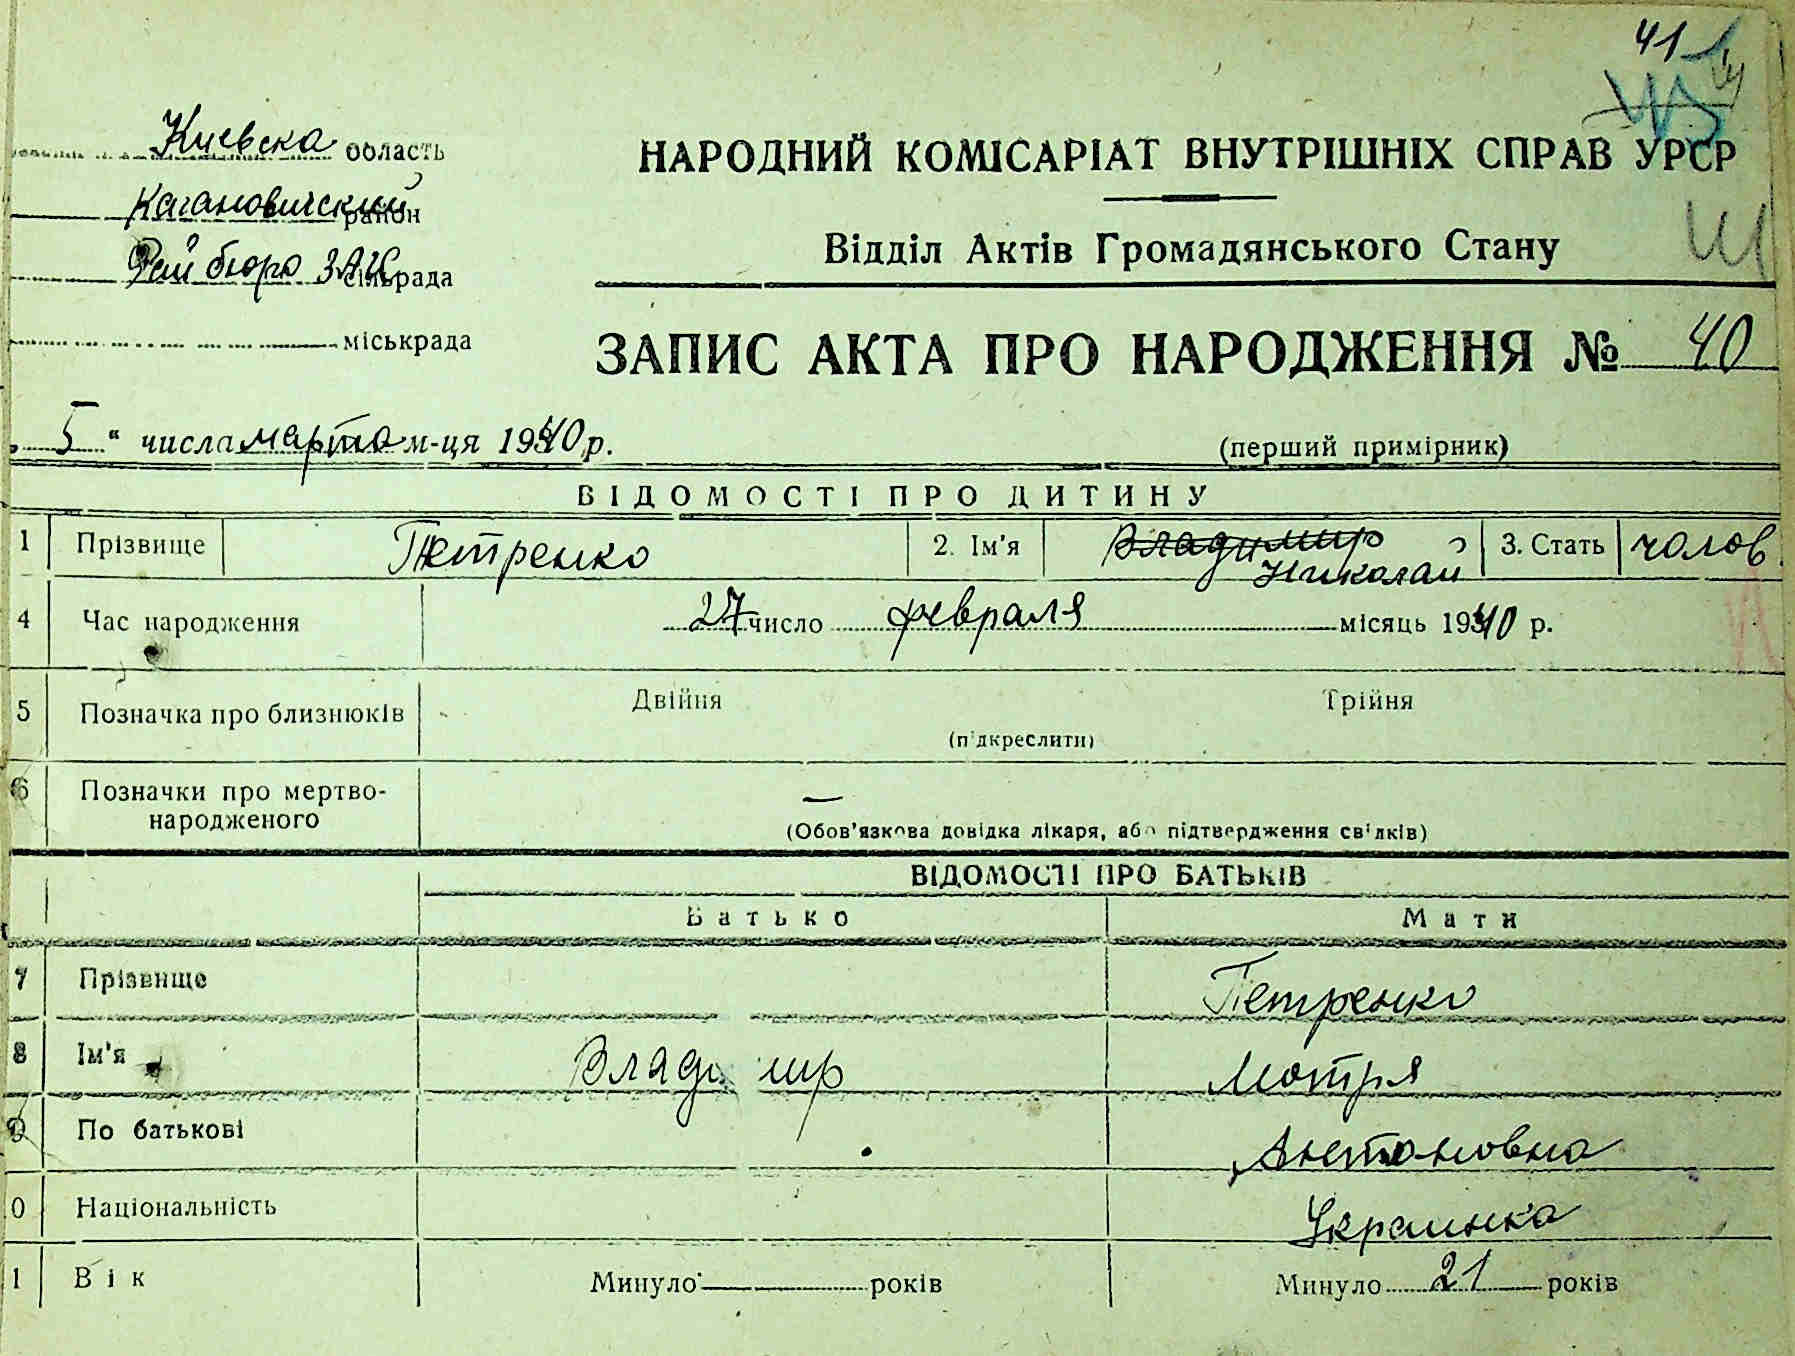 41
Киевска область
Кагановичский район
Рай бюро ЗАГС сільрада
міськрада
НАРОДНИЙ КОМІСАРІАТ ВНУТРІШНІХ СПРАВ УРСР
Відділ Актів Громадянського Стану
Ш
ЗАПИС АКТА ПРО НАРОДЖЕННЯ № 40
„ 5 " числа марта м-ця 1940 р.
(перший примірник)
ВІДОМОСТІ ПРО ДИТИНУ
1 Прізвище Петренко 2. Ім'я Владимир Николай 3. Стать чолов
4 Час народження 27 число февраля місяць 1940 р.
5 Позначка про близнюків Двійня Трійня
(підкреслити)
6 Позначки про мертво-
народженого —
(Обов'язкова довідка лікаря, або підтвердження свідків)
ВІДОМОСТІ ПРО БАТЬКІВ
Батько Мати
7 Прізвище Петренко
8 Ім'я Владимир Мотря
9 По батькові Антоновна
0 Національність Украинка
1 Вік Минуло років Минуло 21 років